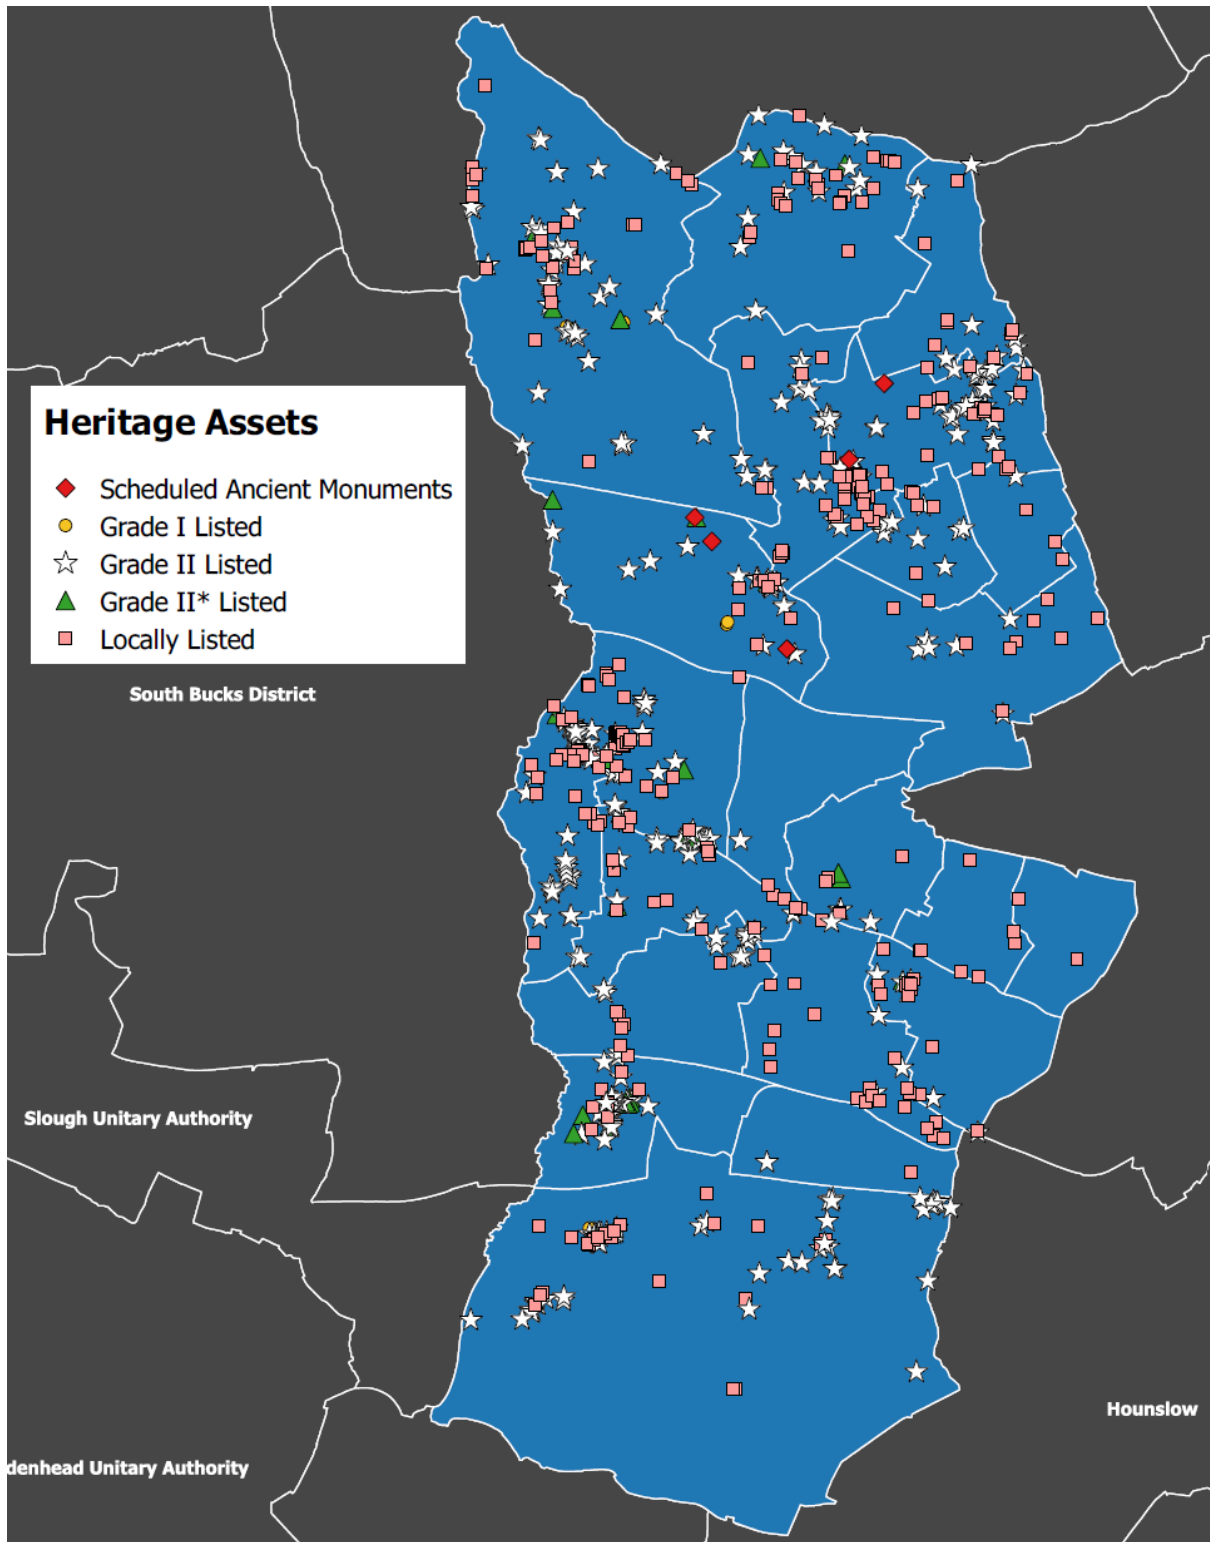 Heritage Assets
Scheduled Ancient Monuments
Grade I Listed
Grade II Listed
Grade II* Listed
Locally Listed
South Bucks District
Slough Unitary Authority
Hounslow
denhead Unitary Authority